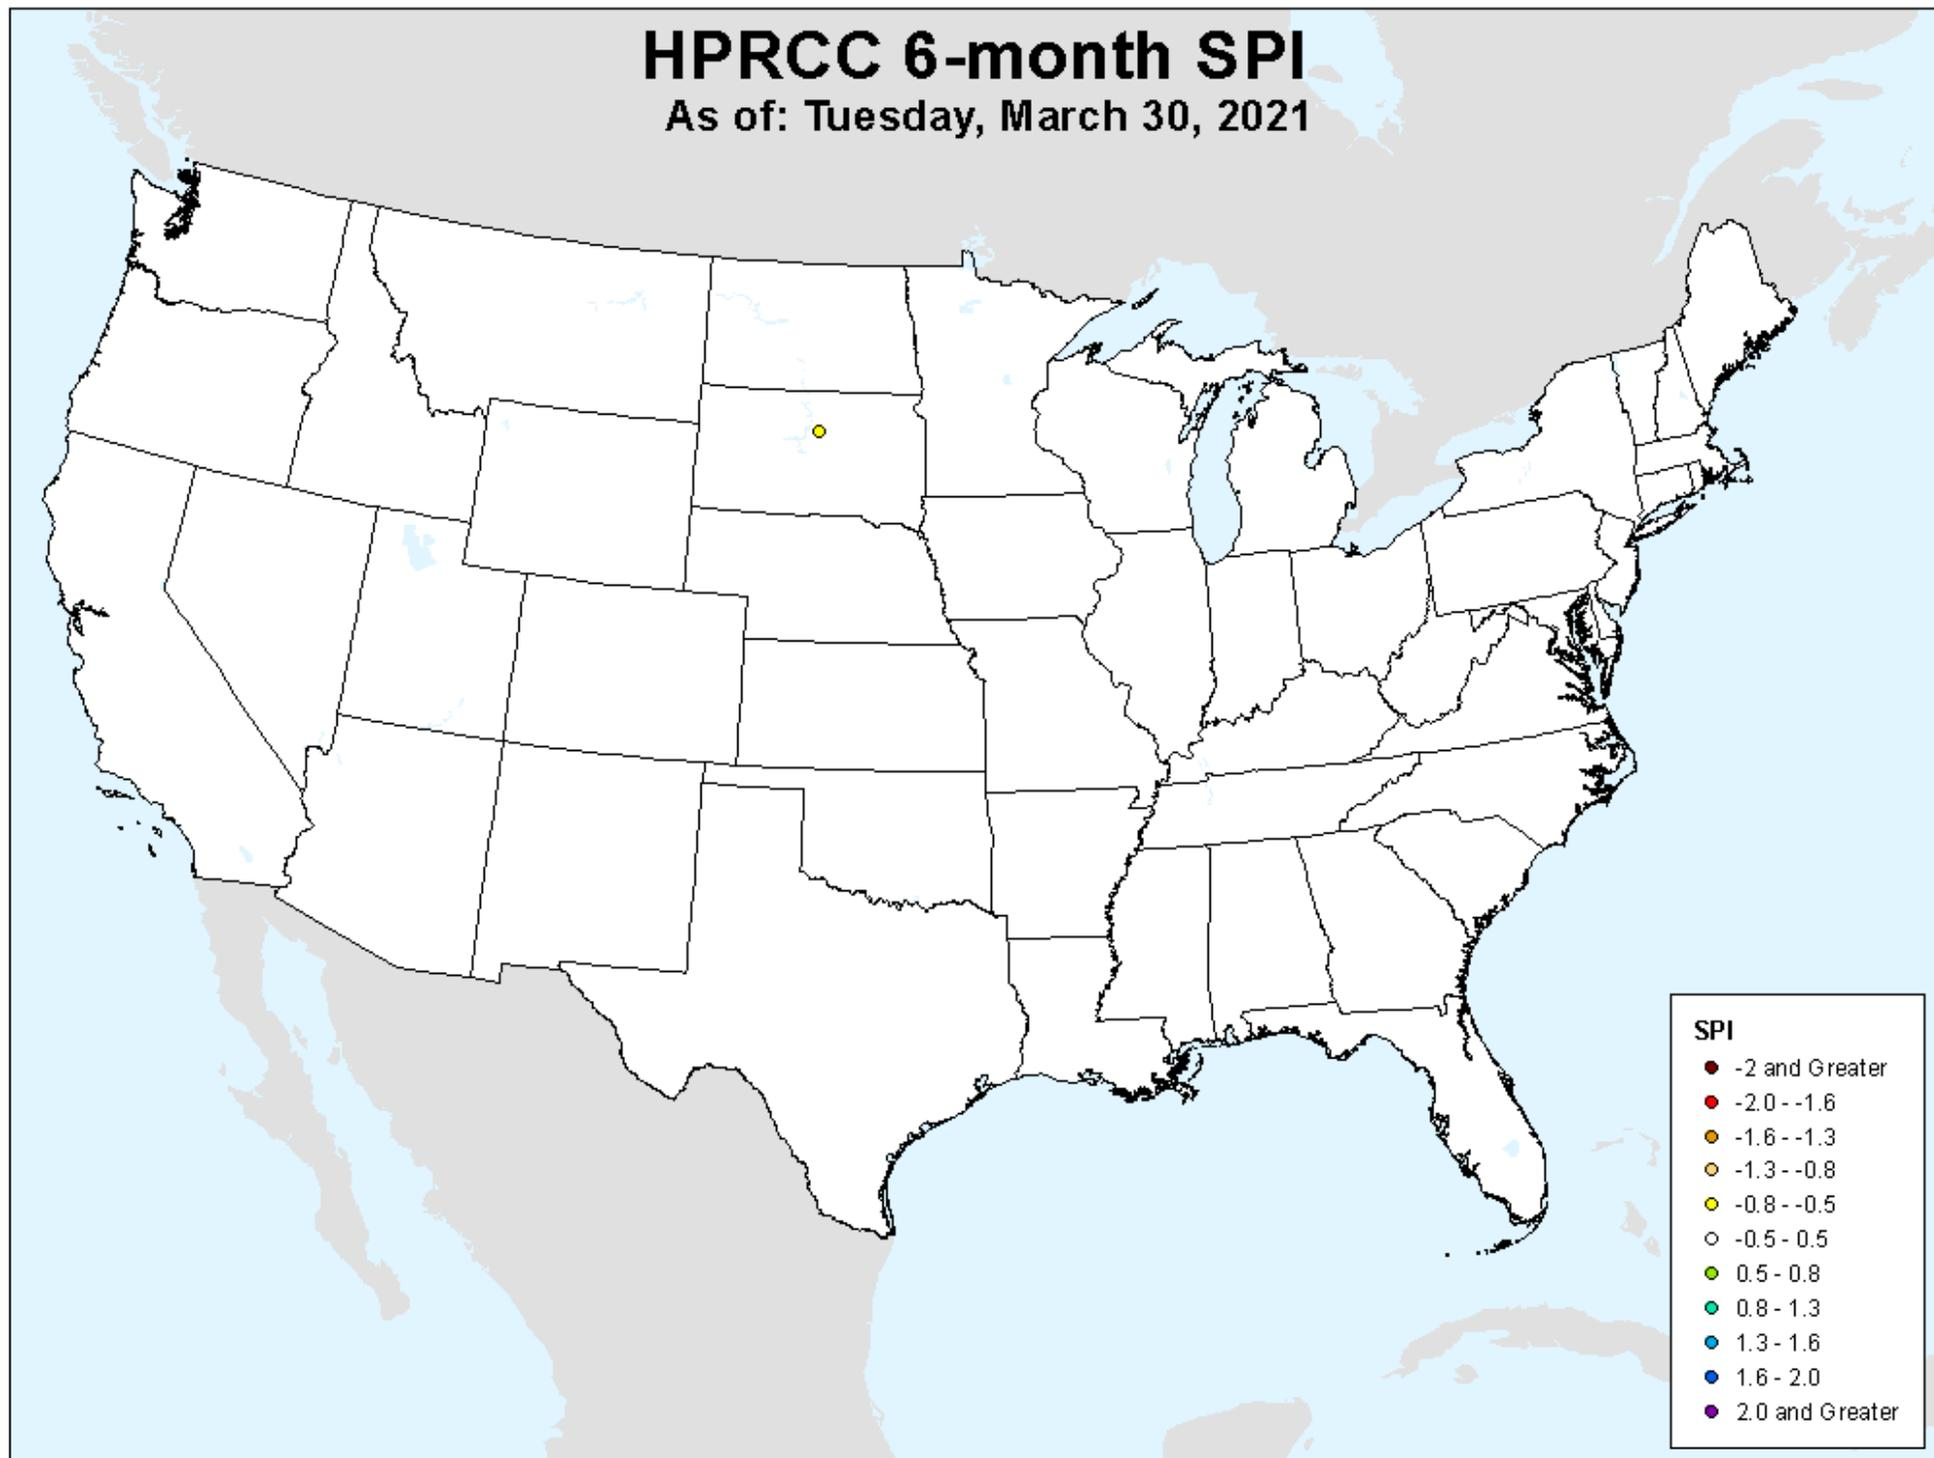 HPRCC 6-month SPI
As of: Tuesday, March 30, 2021
SPI
-2 and Greater
-2.0 - -1.6
-1.6 - -1.3
-1.3 - -0.8
-0.8 - -0.5
-0.5 - 0.5
0.5 - 0.8
0.8 - 1.3
1.3 - 1.6
1.6 - 2.0
2.0 and Greater